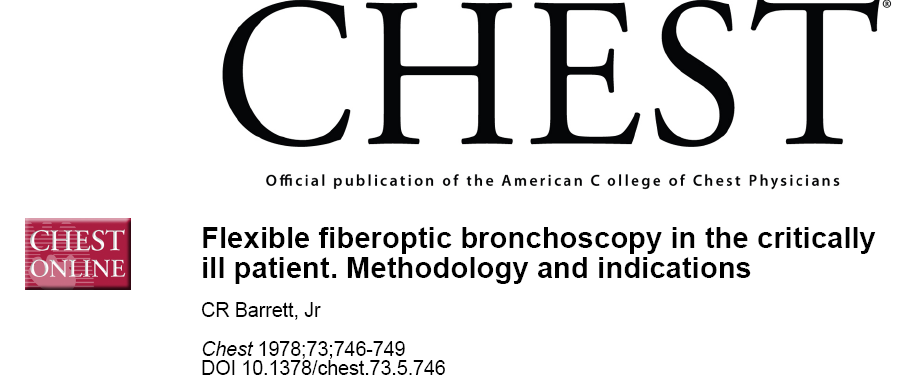 CHEST®
Official publication of the American C ollege of Chest Physicians
CHEST
ONLINE
Flexible fiberoptic bronchoscopy in the critically
ill patient. Methodology and indications
CR Barrett, Jr
Chest 1978;73;746-749
DOI 10.1378/chest.73.5.746